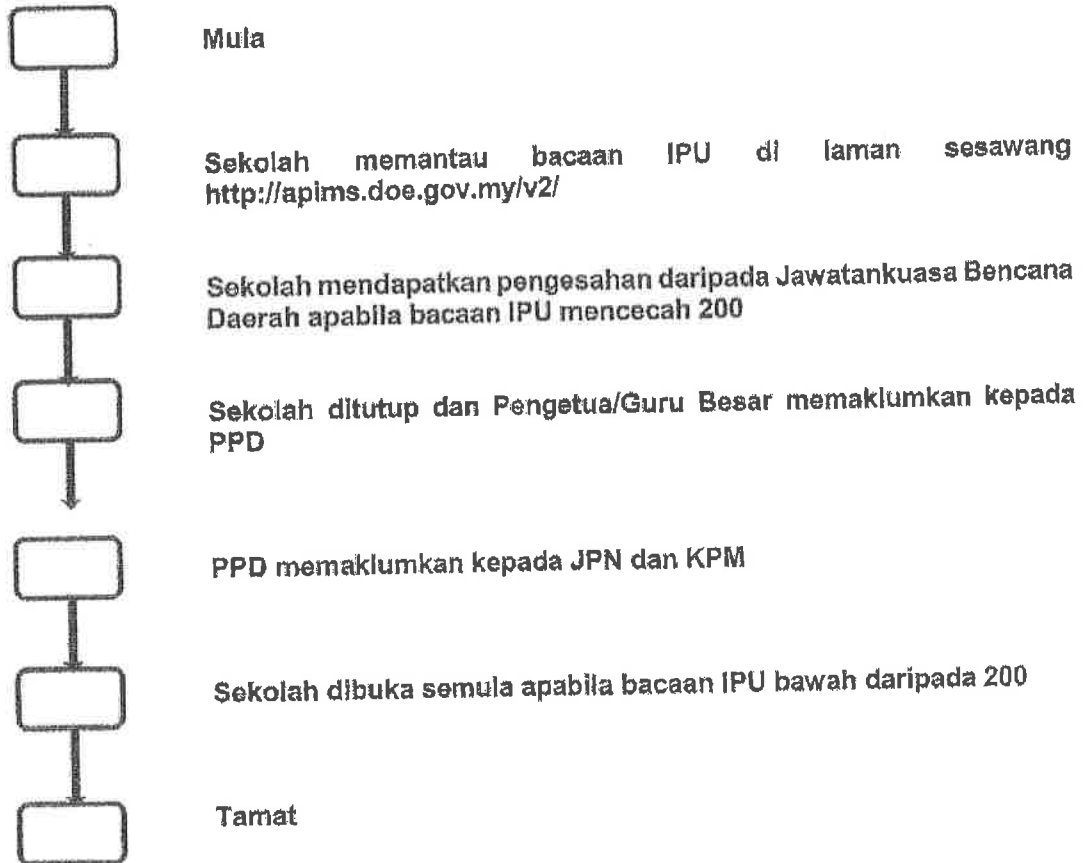 Mula
Sekolah memantau bacaan IPU di laman sesawang
http://apims.doe.gov.my/v2/
Sekolah mendapatkan pengesahan daripada Jawatankuasa Bencana
Daerah apabila bacaan IPU mencecah 200
Sekolah ditutup dan Pengetua/Guru Besar memaklumkan kepada
PPD
PPD memaklumkan kepada JPN dan KPM
Sekolah dibuka semula apabila bacaan IPU bawah daripada 200
Tamat